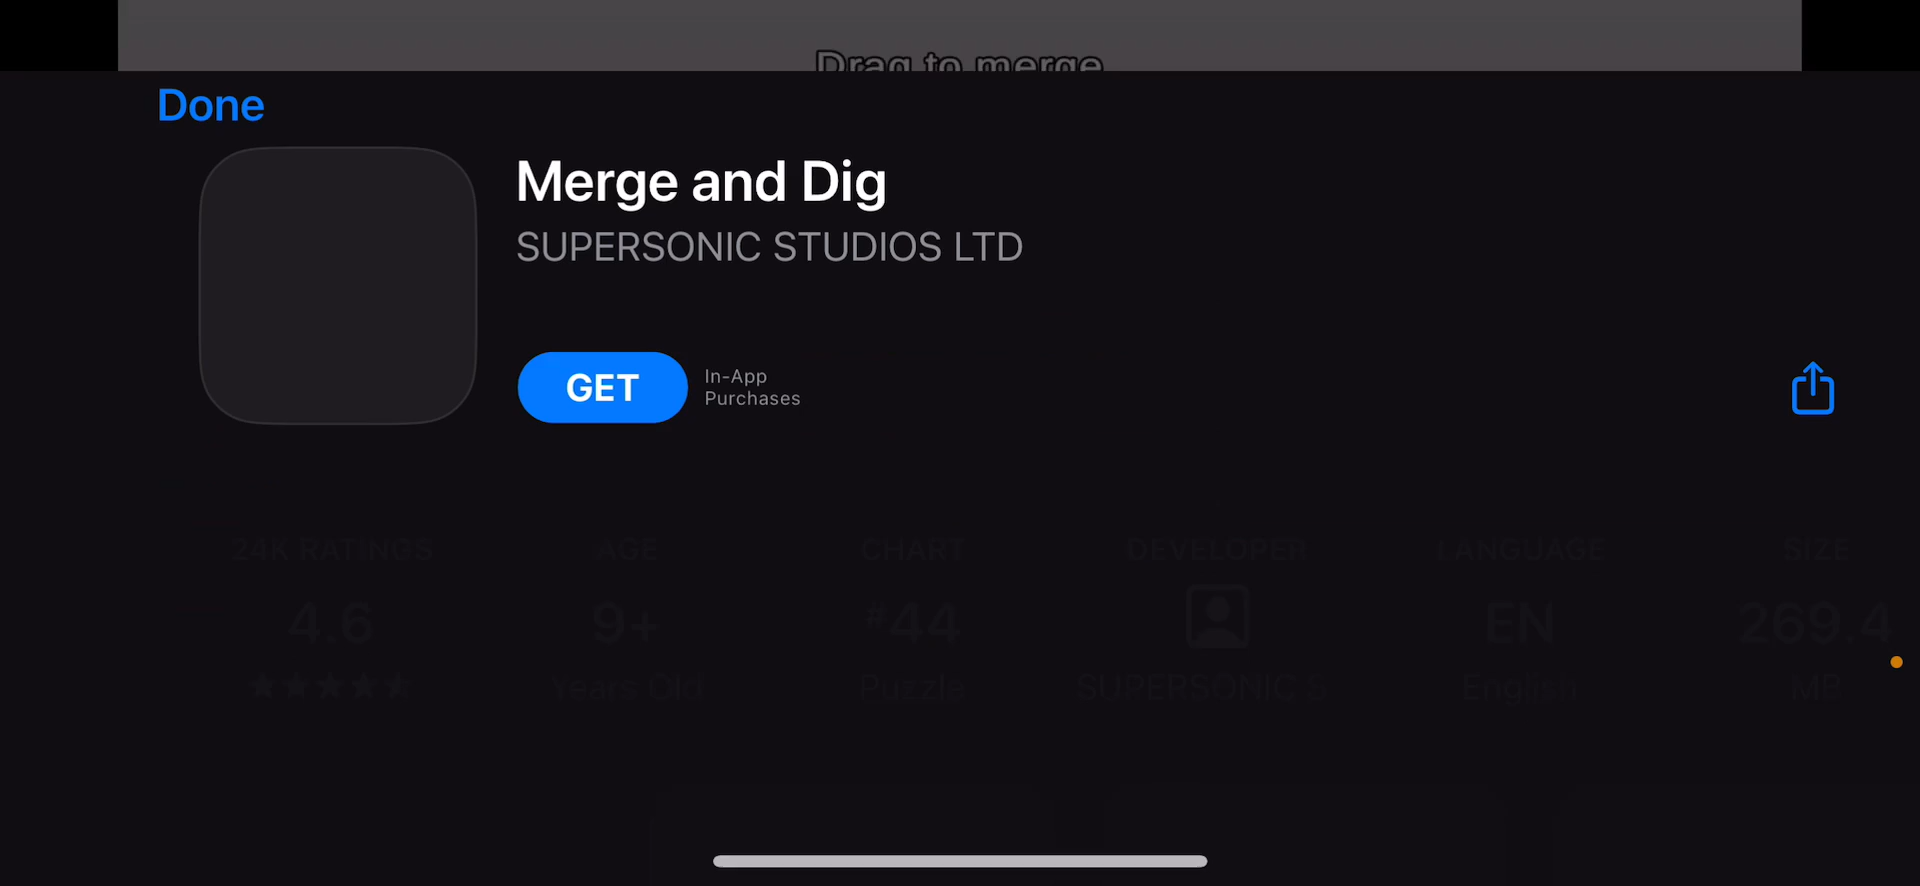 Drag to merge
Done
Merge and Dig
SUPERSONIC STUDIOS LTD
GET
In-App
Purchases
24K RATINGS
AGE
CHART
DEVELOPER
LANGUAGE
SIZE
4.6
9+
#44
EN
269.4
★★★★★
Years Old
Puzzle
SUPERSONIC S
English
MB